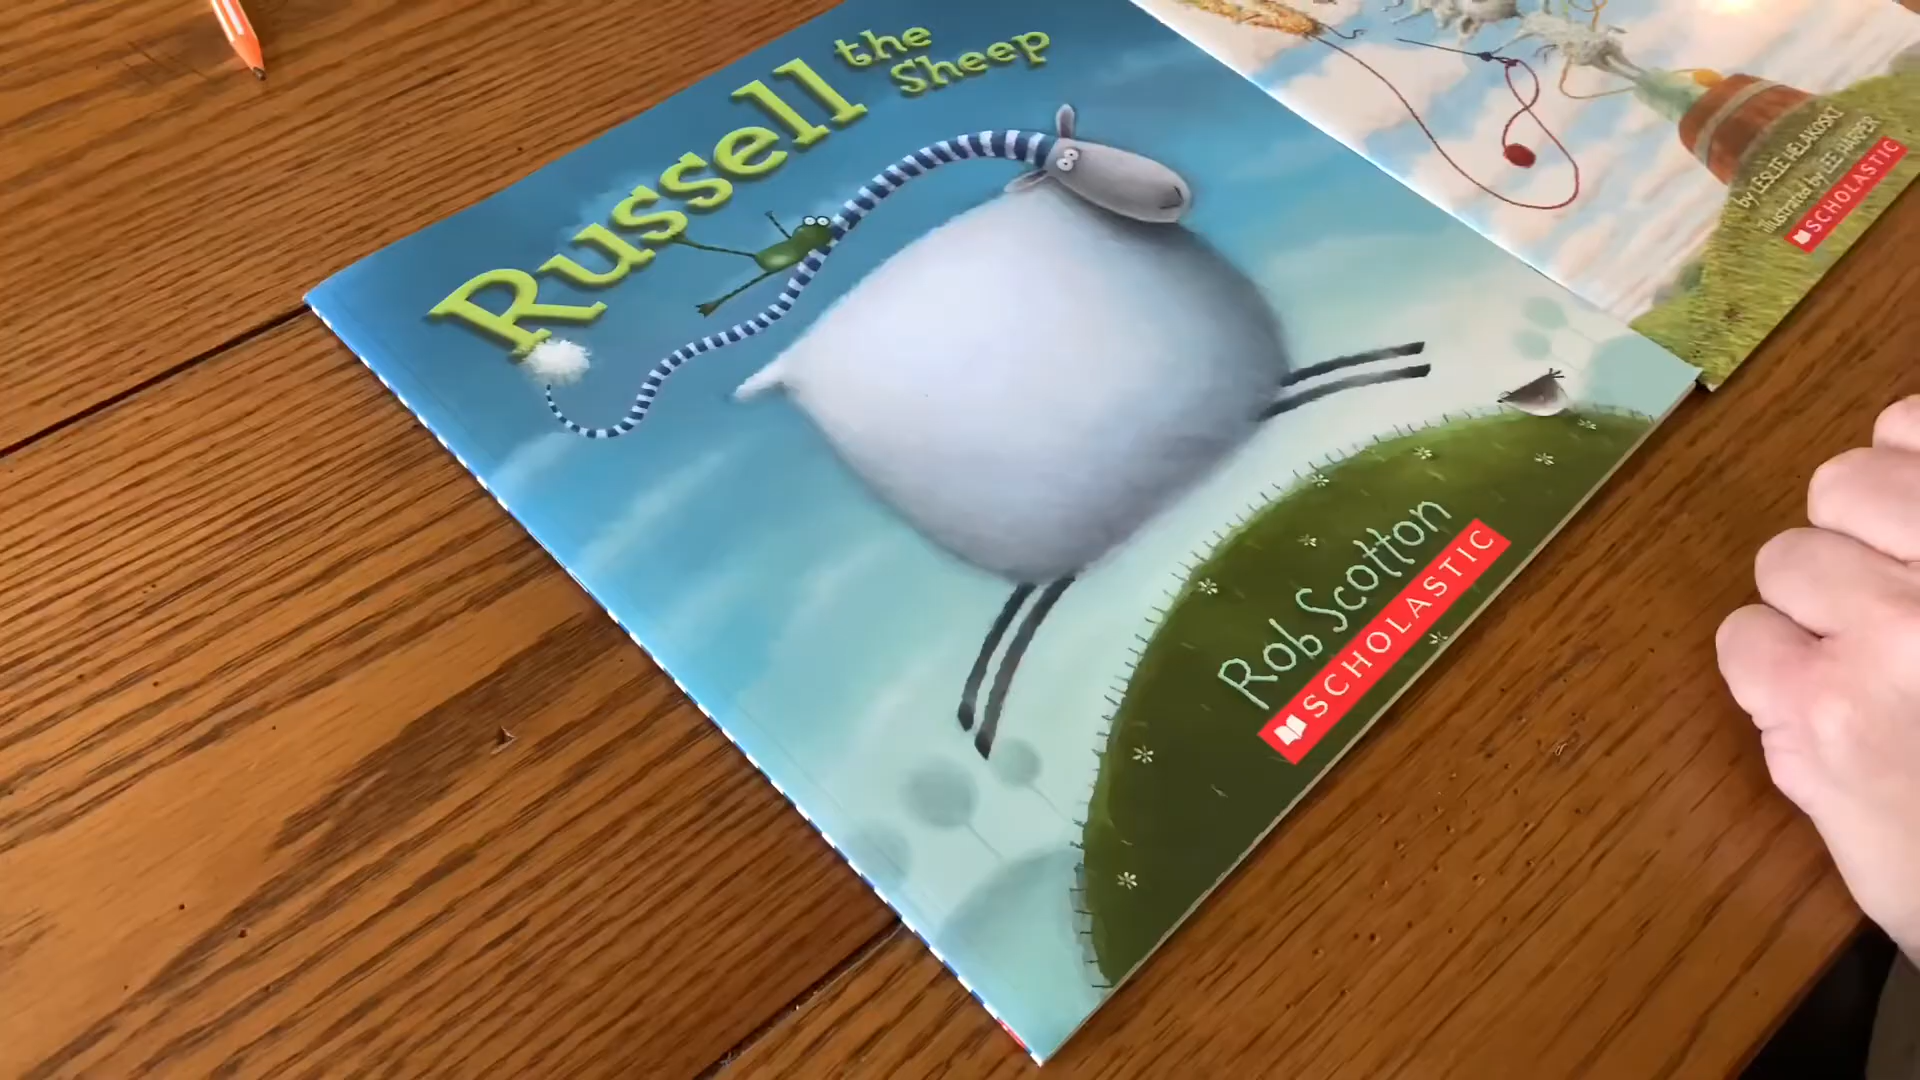 Russell
the
Sheep
Rob Scotton
SCHOLASTIC
by LESLIE HELAKOSKI
illustrated by LEE HARPER
SCHOLASTIC